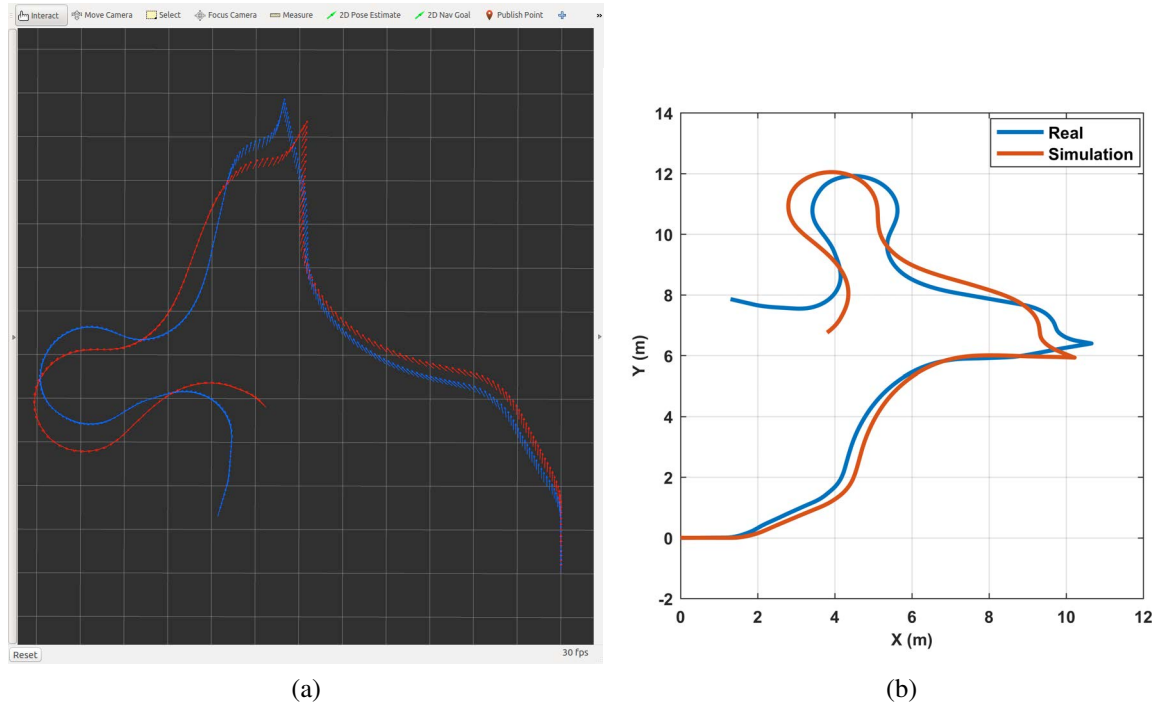 Interact Move Camera Select Focus Camera Measure 2D Pose Estimate 2D Nav Goal Publish Point »
Reset 30 fps
(a)
14
12
10
8
6
4
2
0
-2
0 2 4 6 8 10 12
Y (m)
X (m)
Real
Simulation
(b)